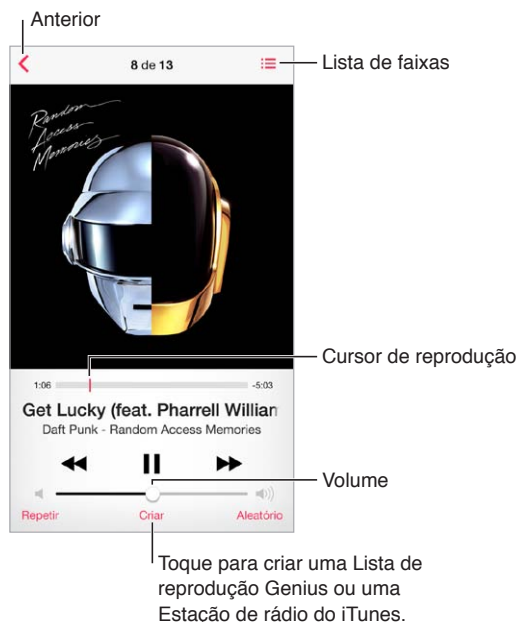 Anterior
8 de 13
Lista de faixas
Random
Access
Memories
Cursor de reprodução
1:06
-5:03
Get Lucky (feat. Pharrell Willian
Daft Punk - Random Access Memories
Volume
Repetir
Criar
Aleatório
Toque para criar uma Lista de
reprodução Genius ou uma
Estação de rádio do iTunes.